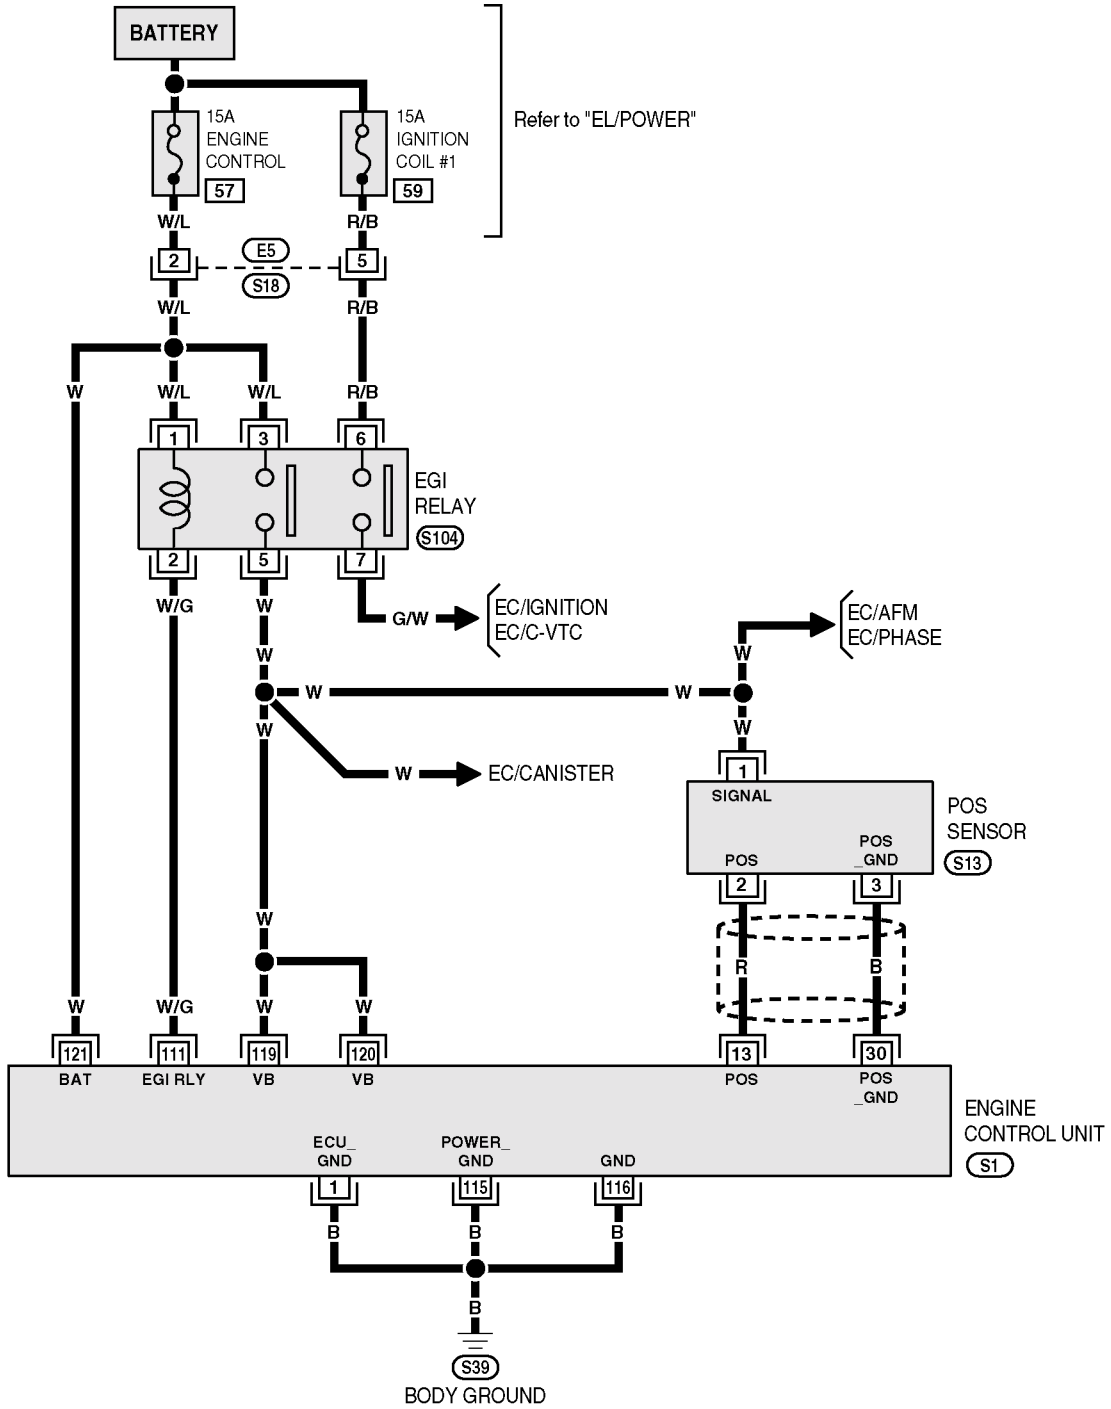 BATTERY
15A
ENGINE
CONTROL
57
15A
IGNITION
COIL #1
59
Refer to "EL/POWER"
W/L
R/B
2
E5
5
S18
W/L
R/B
W
W/L
W/L
R/B
1
3
6
EGI
RELAY
S104
2
5
7
W/G
W
G/W
EC/IGNITION
EC/C-VTC
EC/AFM
EC/PHASE
W
W
W
W
W
W
W
EC/CANISTER
1
SIGNAL
POS
SENSOR
S13
POS
POS
_GND
2
3
W
R
B
W
W/G
W
W
121
111
119
120
13
30
BAT
EGI RLY
VB
VB
POS
POS
_GND
ENGINE
CONTROL UNIT
S1
ECU_
GND
POWER_
GND
GND
1
115
116
B
B
B
B
S39
BODY GROUND
W